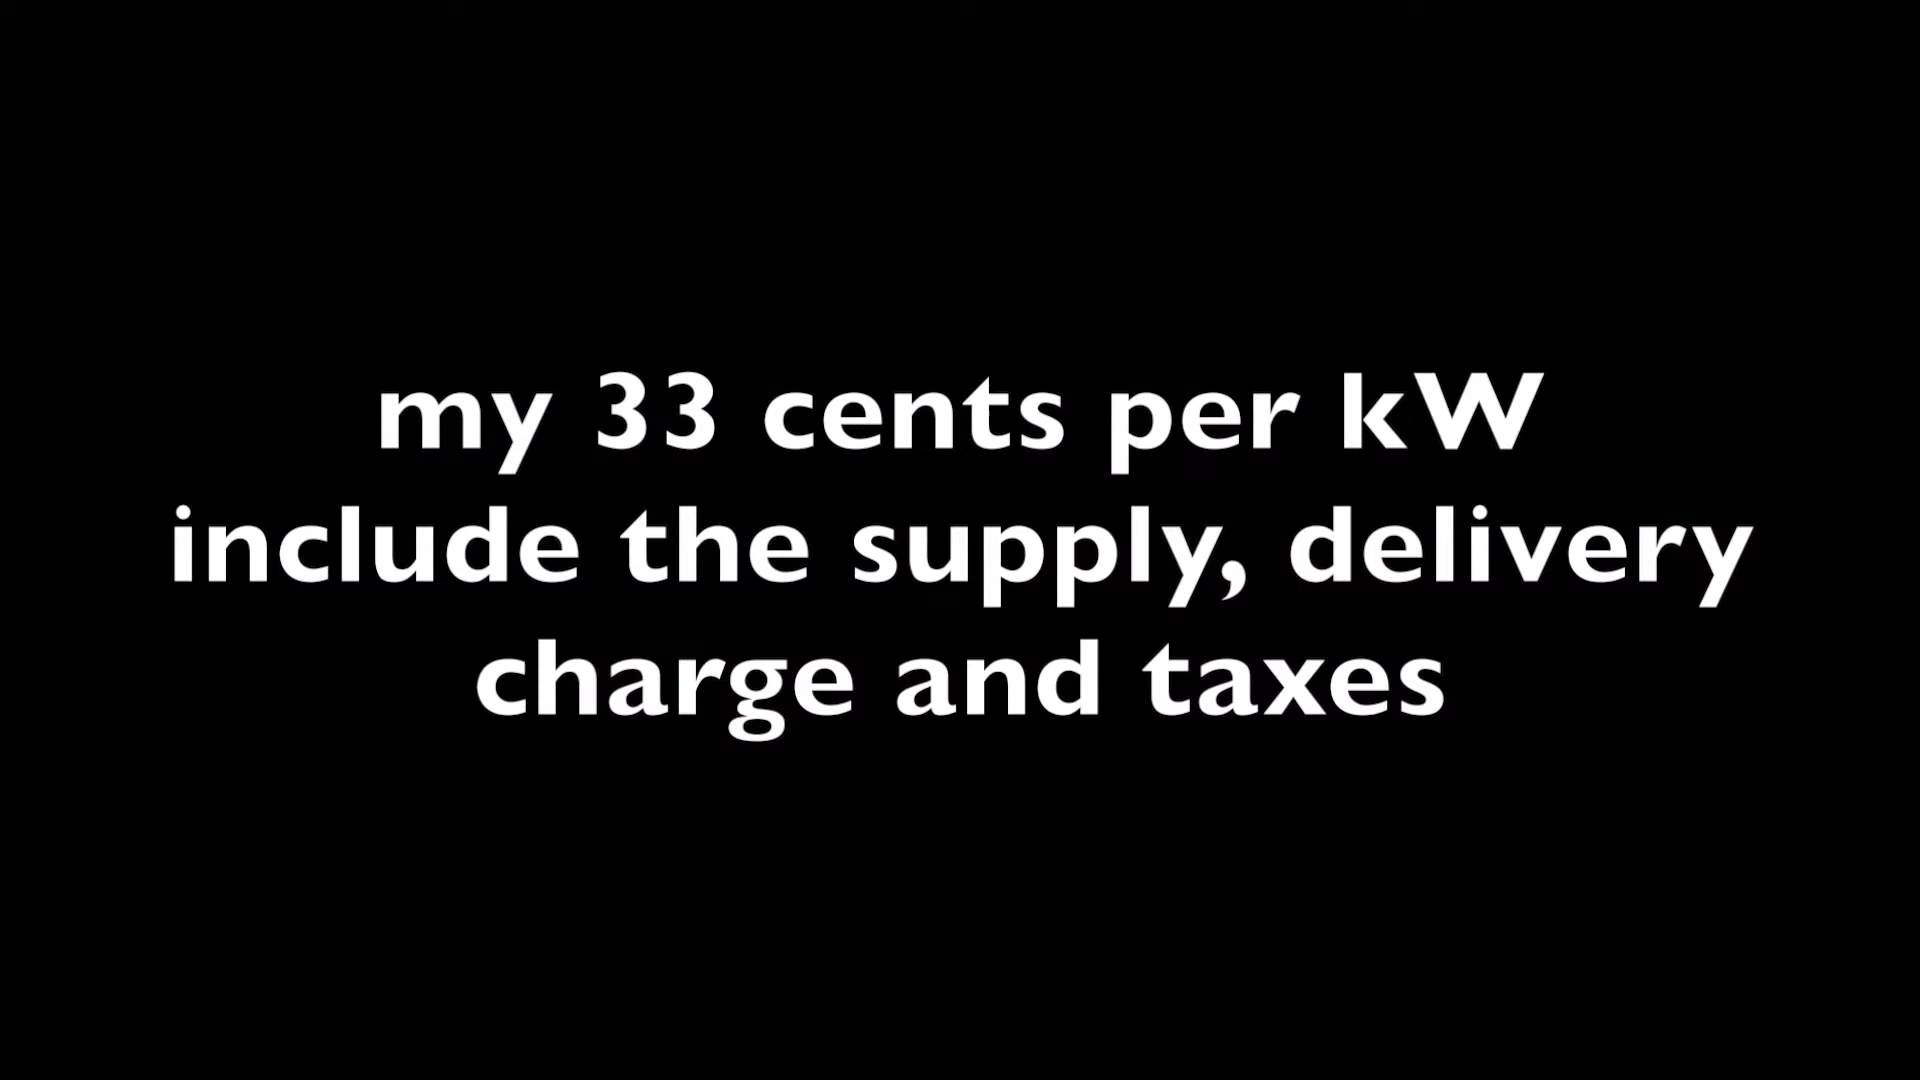 my 33 cents per kW
include the supply, delivery
charge and taxes